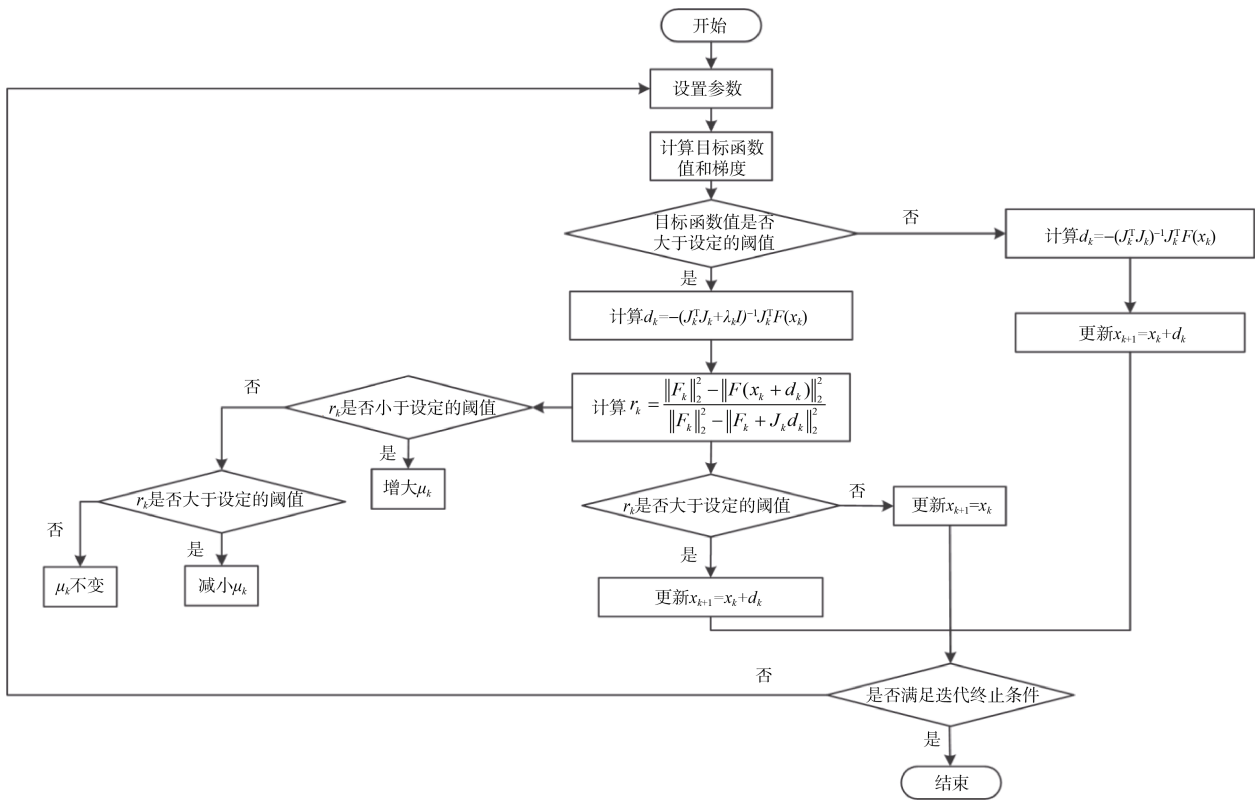 开始
设置参数
计算目标函数
值和梯度
目标函数值是否
大于设定的阈值
否
计算d_k=−(J_k^T J_k)^{−1}J_k^T F(x_k)
是
计算d_k=−(J_k^T J_k+λ_k I)^{−1}J_k^T F(x_k)
更新x_{k+1}=x_k+d_k
否
r_k是否小于设定的阈值
计算 r_k = (‖F_k‖_2^2 − ‖F(x_k + d_k)‖_2^2) / (‖F_k‖_2^2 − ‖F_k + J_k d_k‖_2^2)
是
增大μ_k
r_k是否大于设定的阈值
否
是
μ_k不变
减小μ_k
r_k是否大于设定的阈值
否
更新x_{k+1}=x_k
是
更新x_{k+1}=x_k+d_k
否
是否满足迭代终止条件
是
结束